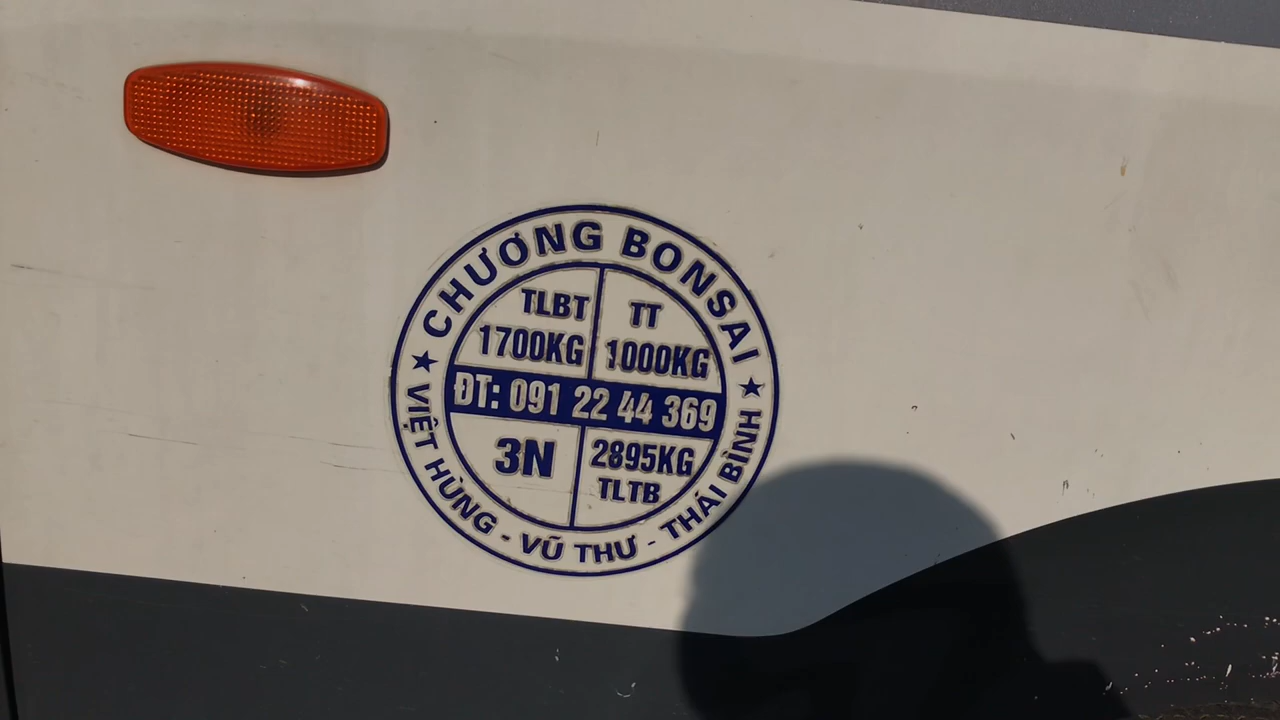 CHƯƠNG BONSAI
TLBT
1700KG
TT
1000KG
ĐT: 091 22 44 369
3N
2895KG
TLTB
VIỆT HÙNG - VŨ THƯ - THÁI BÌNH